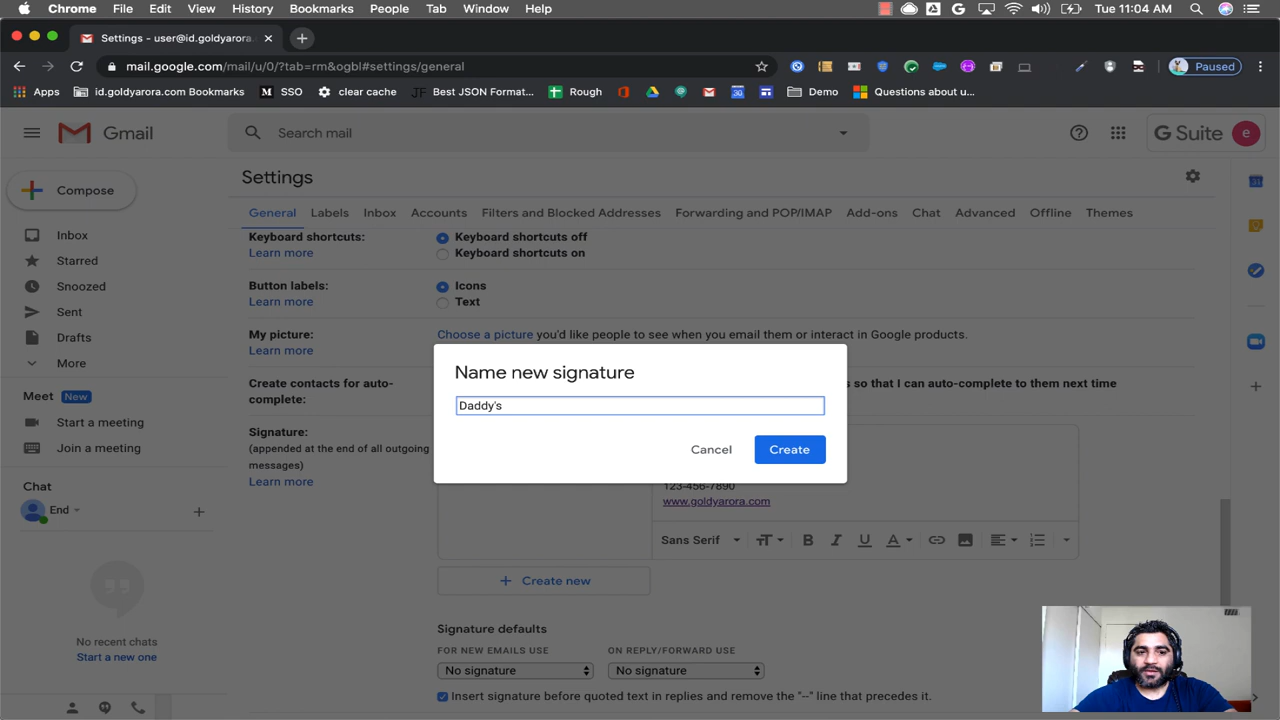 Chrome File Edit View History Bookmarks People Tab Window Help
Tue 11:04 AM
Settings - user@id.goldyarora.
mail.google.com/mail/u/0/?tab=rm&ogbl#settings/general
Paused
Apps id.goldyarora.com Bookmarks SSO clear cache Best JSON Format... Rough Demo Questions about u...
Gmail
Search mail
G Suite e
Compose
Settings
General Labels Inbox Accounts Filters and Blocked Addresses Forwarding and POP/IMAP Add-ons Chat Advanced Offline Themes
Inbox
Starred
Snoozed
Sent
Drafts
More
Meet New
Start a meeting
Join a meeting
Chat
End
No recent chats
Start a new one
Keyboard shortcuts: Keyboard shortcuts off
Learn more Keyboard shortcuts on
Button labels: Icons
Learn more Text
My picture: Choose a picture you'd like people to see when you email them or interact in Google products.
Learn more
Create contacts for auto- s so that I can auto-complete to them next time
complete:
Name new signature
Daddy's
Cancel Create
Signature:
(appended at the end of all outgoing
messages)
Learn more
123-456-7890
www.goldyarora.com
Sans Serif
Create new
Signature defaults
FOR NEW EMAILS USE ON REPLY/FORWARD USE
No signature No signature
Insert signature before quoted text in replies and remove the "--" line that precedes it.